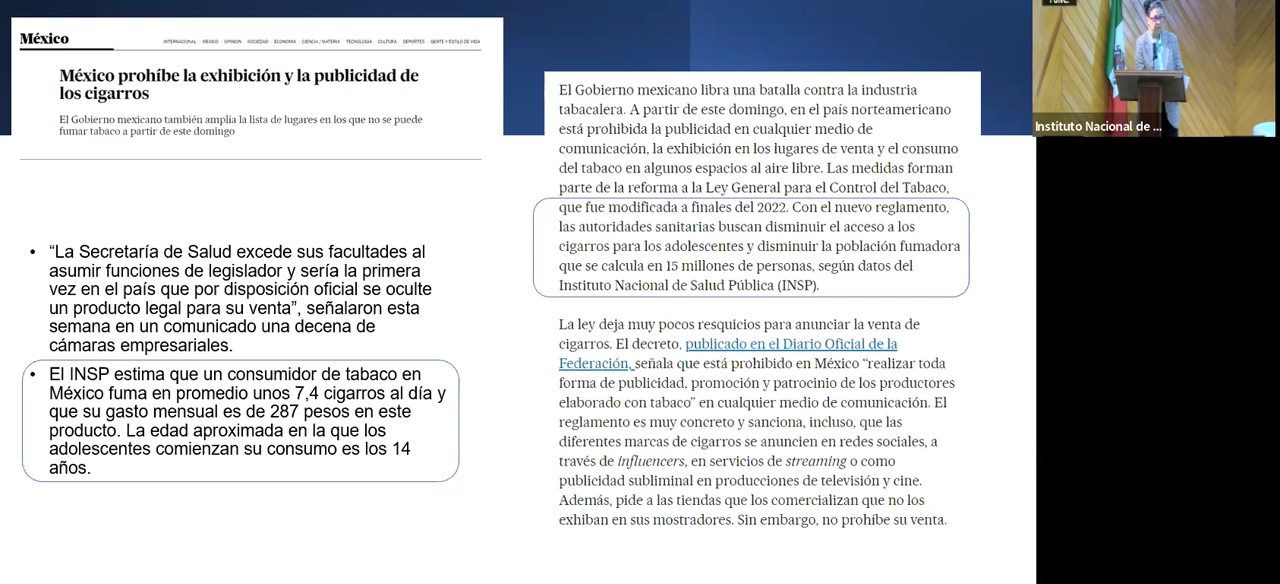 México
INTERNACIONAL MÉXICO OPINIÓN SOCIEDAD ECONOMÍA CIENCIA / MATERIA TECNOLOGÍA CULTURA DEPORTES GENTE Y ESTILO DE VIDA
México prohíbe la exhibición y la publicidad de
los cigarros
El Gobierno mexicano también amplía la lista de lugares en los que no se puede
fumar tabaco a partir de este domingo
• “La Secretaría de Salud excede sus facultades al
asumir funciones de legislador y sería la primera
vez en el país que por disposición oficial se oculte
un producto legal para su venta”, señalaron esta
semana en un comunicado una decena de
cámaras empresariales.
• El INSP estima que un consumidor de tabaco en
México fuma en promedio unos 7,4 cigarros al día y
que su gasto mensual es de 287 pesos en este
producto. La edad aproximada en la que los
adolescentes comienzan su consumo es los 14
años.
El Gobierno mexicano libra una batalla contra la industria
tabacalera. A partir de este domingo, en el país norteamericano
está prohibida la publicidad en cualquier medio de
comunicación, la exhibición en los lugares de venta y el consumo
del tabaco en algunos espacios al aire libre. Las medidas forman
parte de la reforma a la Ley General para el Control del Tabaco,
que fue modificada a finales del 2022. Con el nuevo reglamento,
las autoridades sanitarias buscan disminuir el acceso a los
cigarros para los adolescentes y disminuir la población fumadora
que se calcula en 15 millones de personas, según datos del
Instituto Nacional de Salud Pública (INSP).
La ley deja muy pocos resquicios para anunciar la venta de
cigarros. El decreto, publicado en el Diario Oficial de la
Federación, señala que está prohibido en México “realizar toda
forma de publicidad, promoción y patrocinio de los productores
elaborado con tabaco” en cualquier medio de comunicación. El
reglamento es muy concreto y sanciona, incluso, que las
diferentes marcas de cigarros se anuncien en redes sociales, a
través de influencers, en servicios de streaming o como
publicidad subliminal en producciones de televisión y cine.
Además, pide a las tiendas que los comercializan que no los
exhiban en sus mostradores. Sin embargo, no prohíbe su venta.
Instituto Nacional de ...